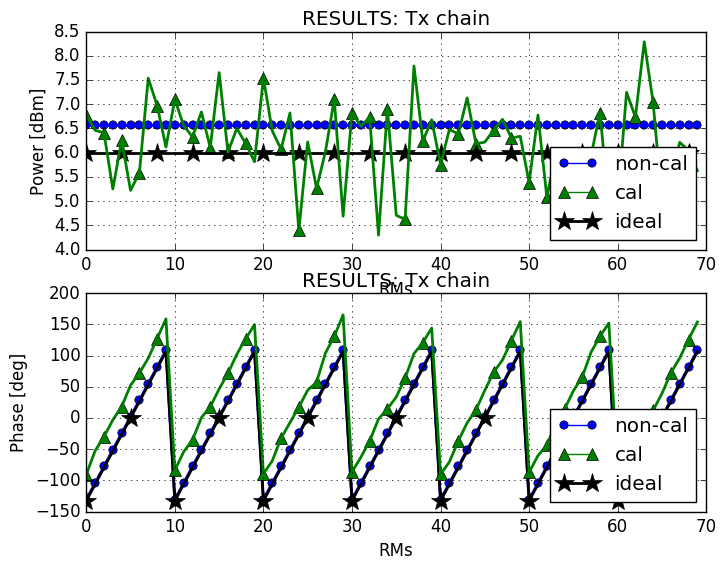 RESULTS: Tx chain
Power [dBm]
8.5
8.0
7.5
7.0
6.5
6.0
5.5
5.0
4.5
4.0
non-cal
cal
ideal
0 10 20 30 40 50 60 70
RMs
RESULTS: Tx chain
Phase [deg]
200
150
100
50
0
−50
−100
−150
non-cal
cal
ideal
0 10 20 30 40 50 60 70
RMs